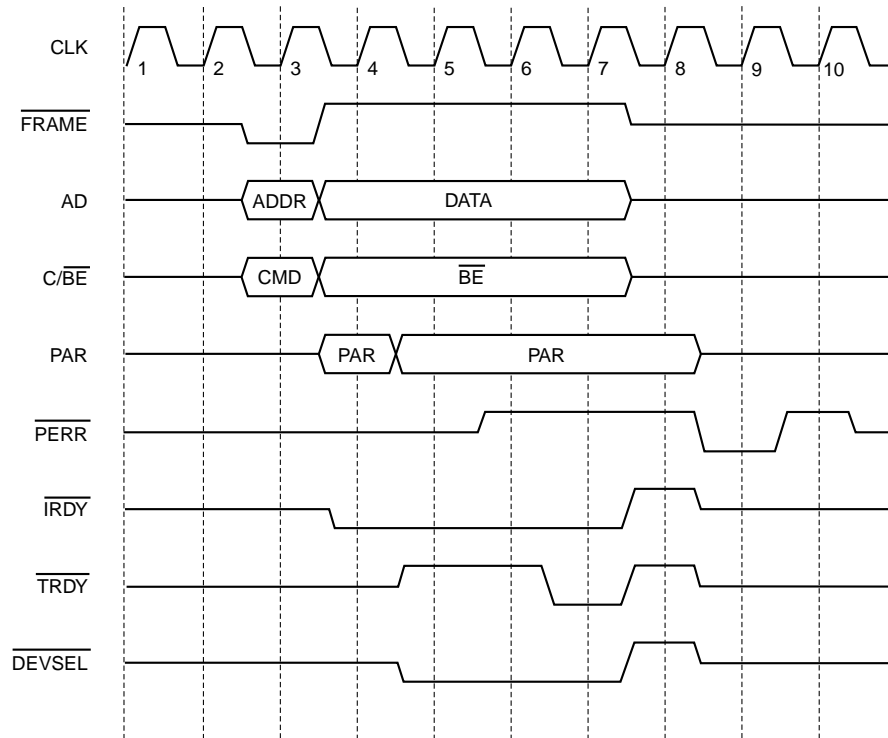 CLK
1 2 3 4 5 6 7 8 9 10
FRAME
AD ADDR DATA
C/BE CMD BE
PAR PAR PAR
PERR
IRDY
TRDY
DEVSEL